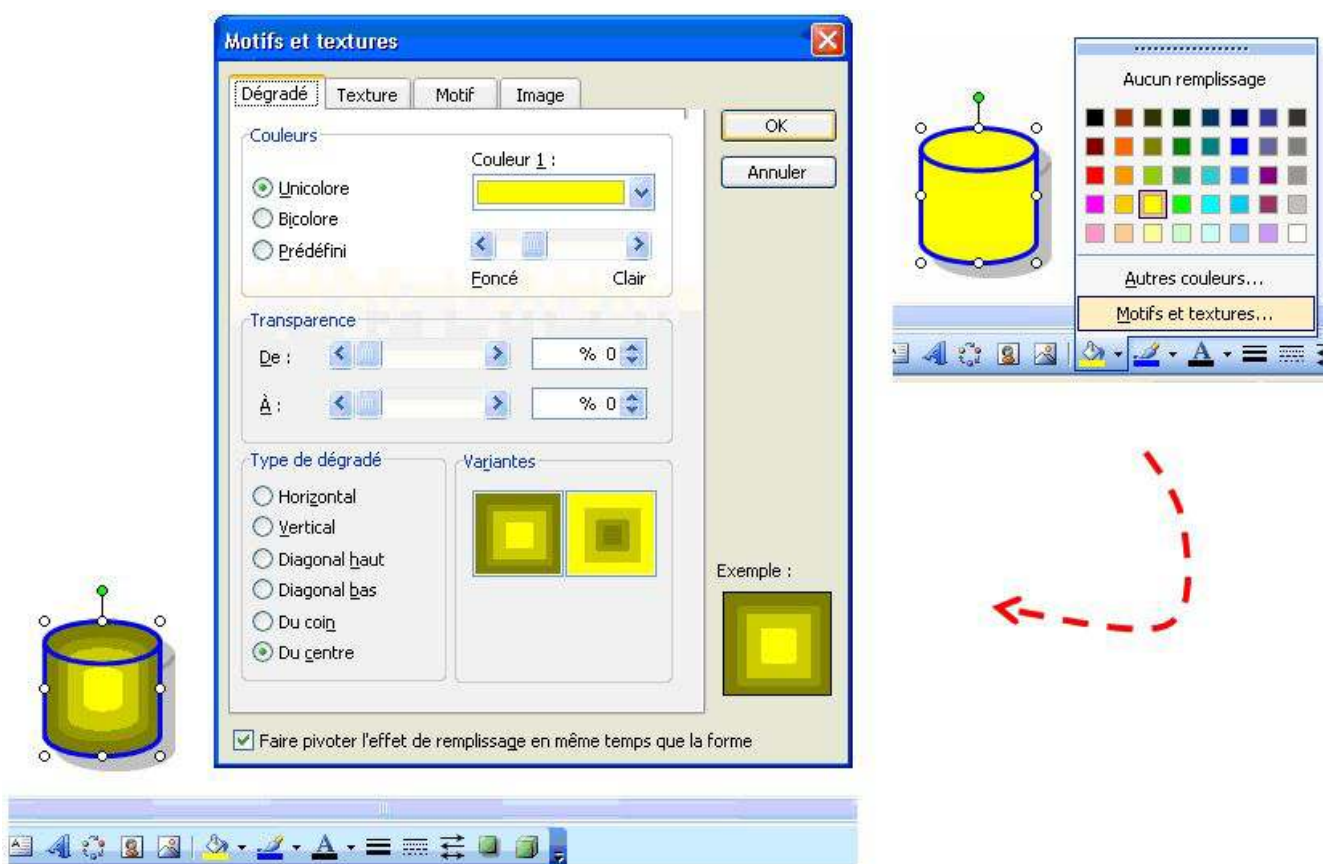 Motifs et textures
Dégradé Texture Motif Image
Couleurs
Unicolore
Bicolore
Prédéfini
Couleur 1 :
Foncé Clair
OK
Annuler
Transparence
De : % 0
À : % 0
Type de dégradé
Horizontal
Vertical
Diagonal haut
Diagonal bas
Du coin
Du centre
Variantes
Exemple :
Faire pivoter l'effet de remplissage en même temps que la forme
Aucun remplissage
Autres couleurs...
Motifs et textures...
A
A
A
A